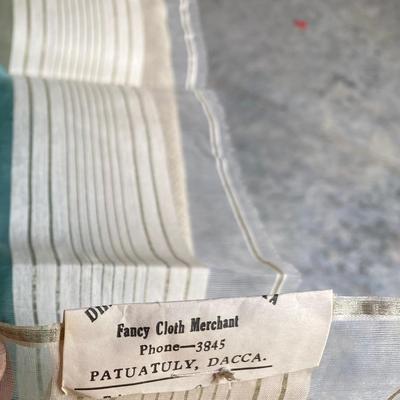 Fancy Cloth Merchant
Phone—3845
PATUATULY, DACCA.